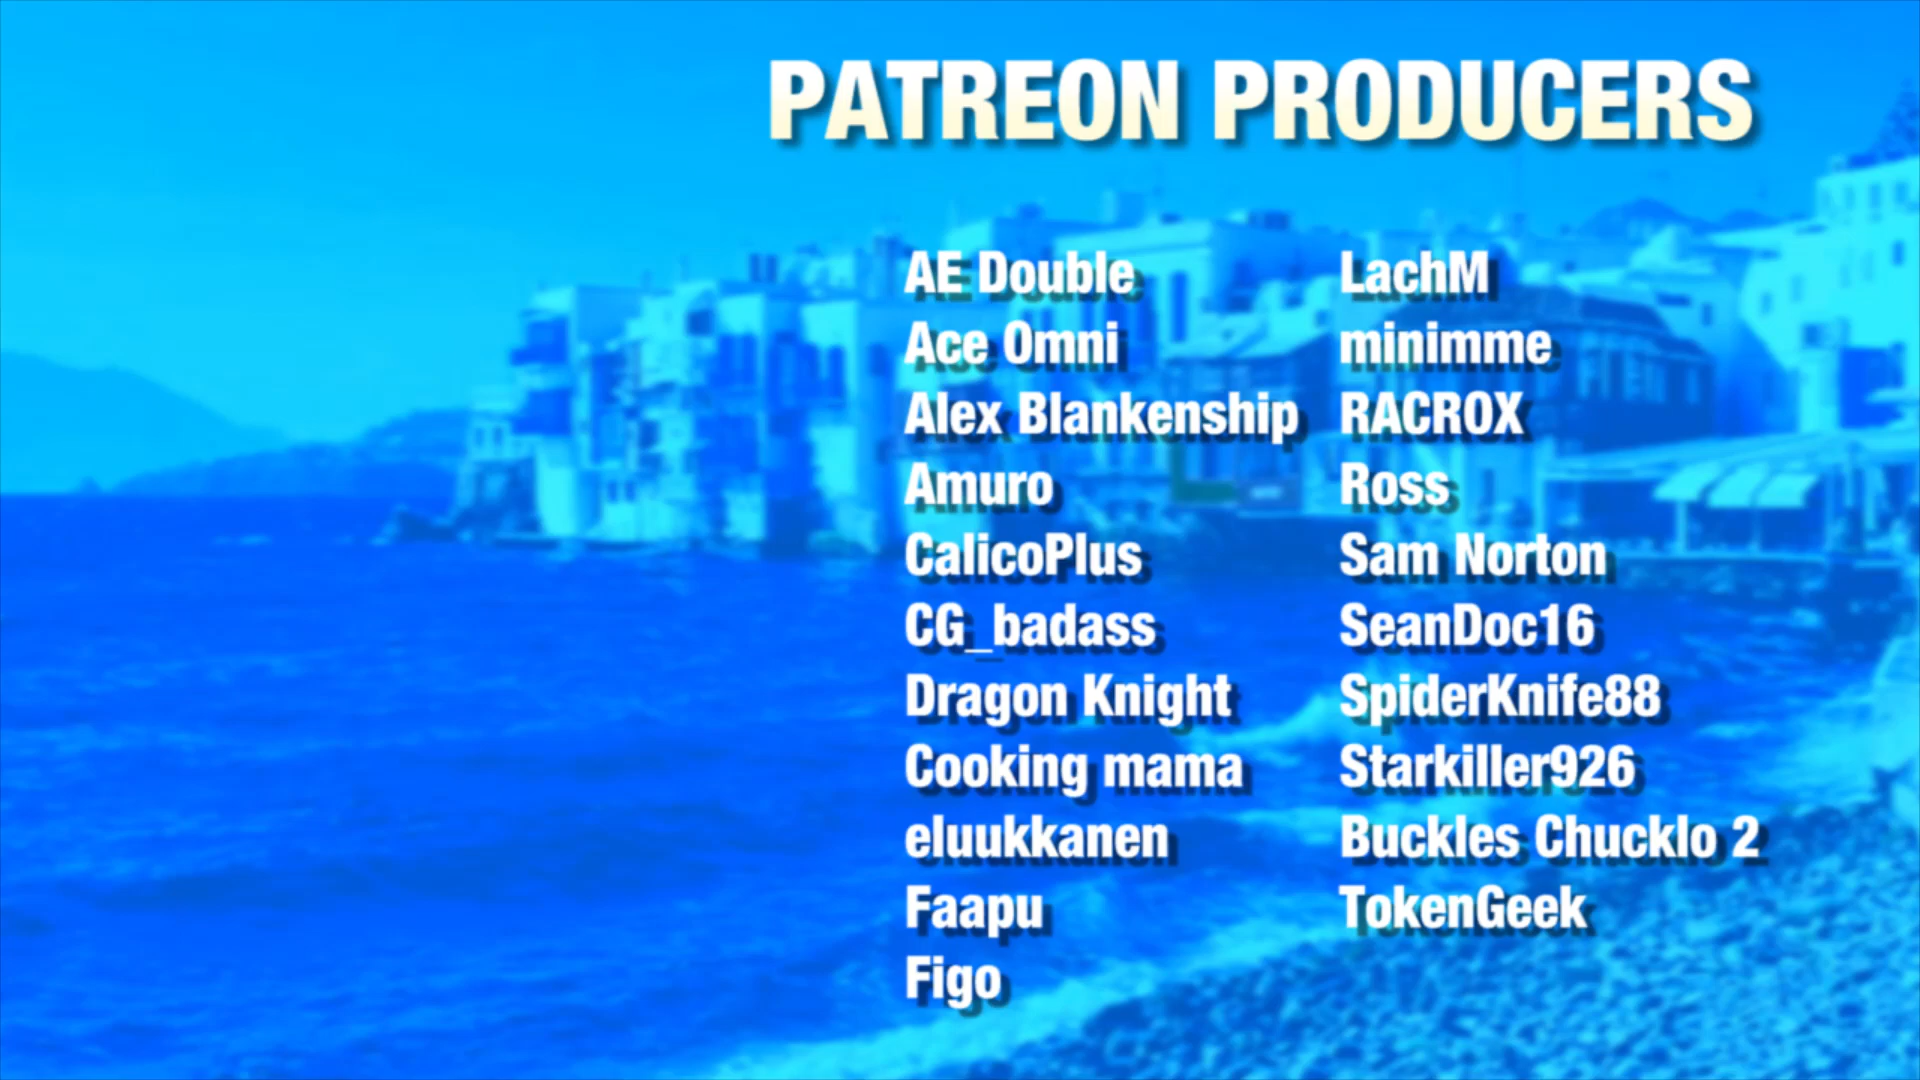 PATREON PRODUCERS
AE Double
Ace Omni
Alex Blankenship
Amuro
CalicoPlus
CG_badass
Dragon Knight
Cooking mama
eluukkanen
Faapu
Figo
LachM
minimme
RACROX
Ross
Sam Norton
SeanDoc16
SpiderKnife88
Starkiller926
Buckles Chucklo 2
TokenGeek